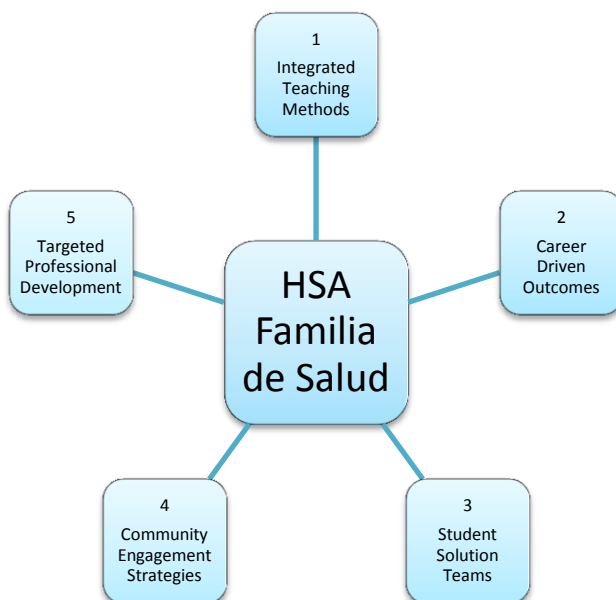 1
Integrated
Teaching
Methods
5
Targeted
Professional
Development
2
Career
Driven
Outcomes
HSA
Familia
de Salud
4
Community
Engagement
Strategies
3
Student
Solution
Teams